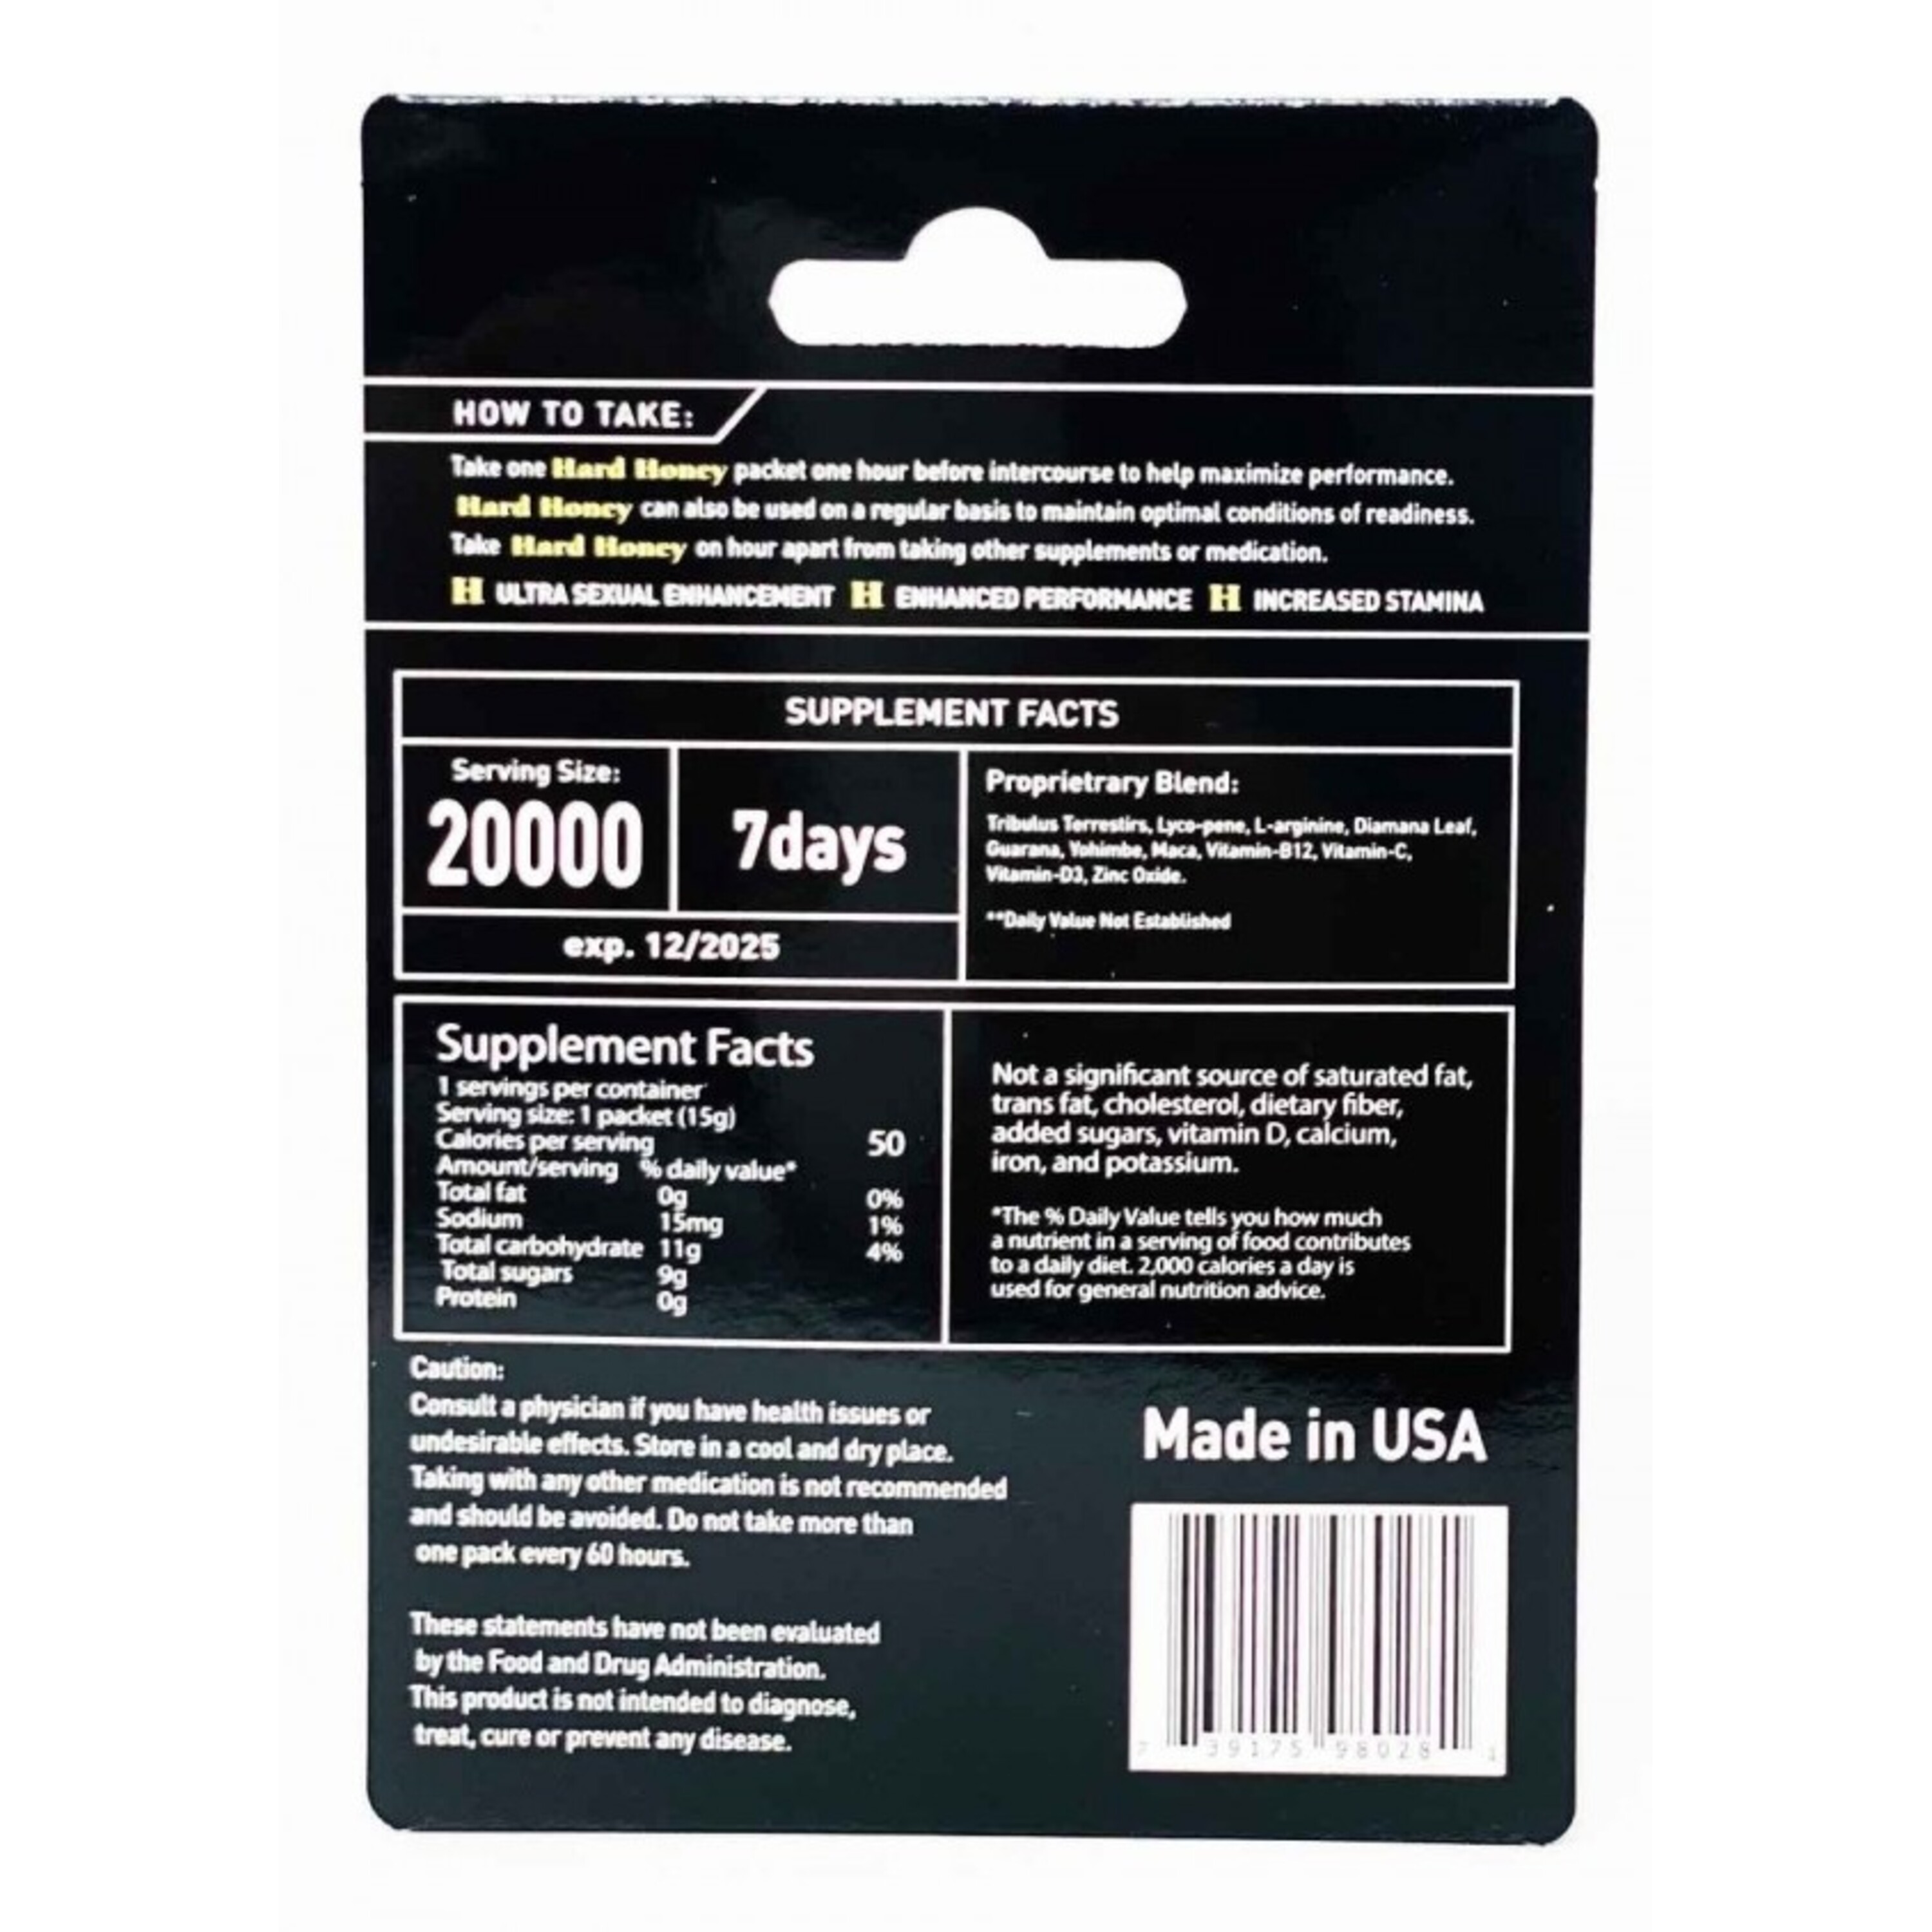 HOW TO TAKE:
Take one Hard Honey packet one hour before intercourse to help maximize performance.
Hard Honey can also be used on a regular basis to maintain optimal conditions of readiness.
Take Hard Honey on hour apart from taking other supplements or medication.
H ULTRA SEXUAL ENHANCEMENT H ENHANCED PERFORMANCE H INCREASED STAMINA
SUPPLEMENT FACTS
Serving Size:
20000
7days
exp. 12/2025
Proprietrary Blend:
Tribulus Terrestirs, Lyco-pene, L-arginine, Diamana Leaf,
Guarana, Yohimbe, Maca, Vitamin-B12, Vitamin-C,
Vitamin-D3, Zinc Oxide.
**Daily Value Not Established
Supplement Facts
1 servings per container
Serving size: 1 packet (15g)
Calories per serving 50
Amount/serving % daily value*
Total fat 0g 0%
Sodium 15mg 1%
Total carbohydrate 11g 4%
Total sugars 9g
Protein 0g
Not a significant source of saturated fat,
trans fat, cholesterol, dietary fiber,
added sugars, vitamin D, calcium,
iron, and potassium.
*The % Daily Value tells you how much
a nutrient in a serving of food contributes
to a daily diet. 2,000 calories a day is
used for general nutrition advice.
Caution:
Consult a physician if you have health issues or
undesirable effects. Store in a cool and dry place.
Taking with any other medication is not recommended
and should be avoided. Do not take more than
one pack every 60 hours.
These statements have not been evaluated
by the Food and Drug Administration.
This product is not intended to diagnose,
treat, cure or prevent any disease.
Made in USA
7 39175 98028 1